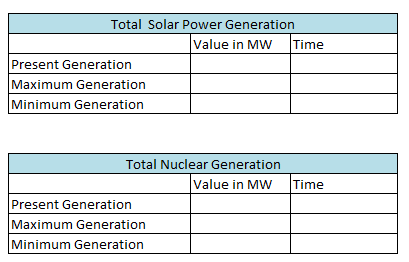 Total Solar Power Generation
Value in MW Time
Present Generation
Maximum Generation
Minimum Generation
Total Nuclear Generation
Value in MW Time
Present Generation
Maximum Generation
Minimum Generation